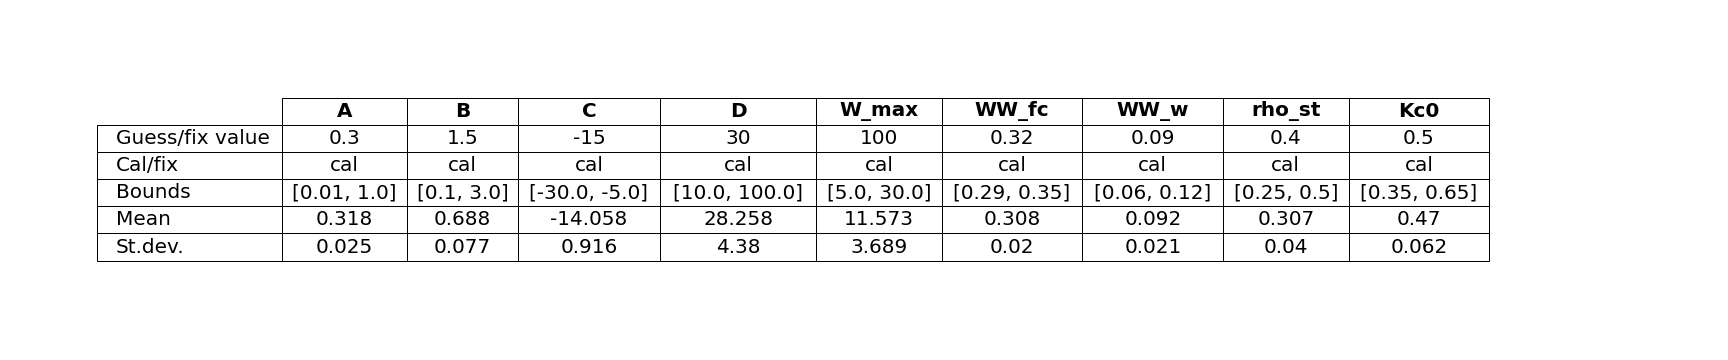 A B C D W_max WW_fc WW_w rho_st Kc0
Guess/fix value 0.3 1.5 -15 30 100 0.32 0.09 0.4 0.5
Cal/fix cal cal cal cal cal cal cal cal cal
Bounds [0.01, 1.0] [0.1, 3.0] [-30.0, -5.0] [10.0, 100.0] [5.0, 30.0] [0.29, 0.35] [0.06, 0.12] [0.25, 0.5] [0.35, 0.65]
Mean 0.318 0.688 -14.058 28.258 11.573 0.308 0.092 0.307 0.47
St.dev. 0.025 0.077 0.916 4.38 3.689 0.02 0.021 0.04 0.062